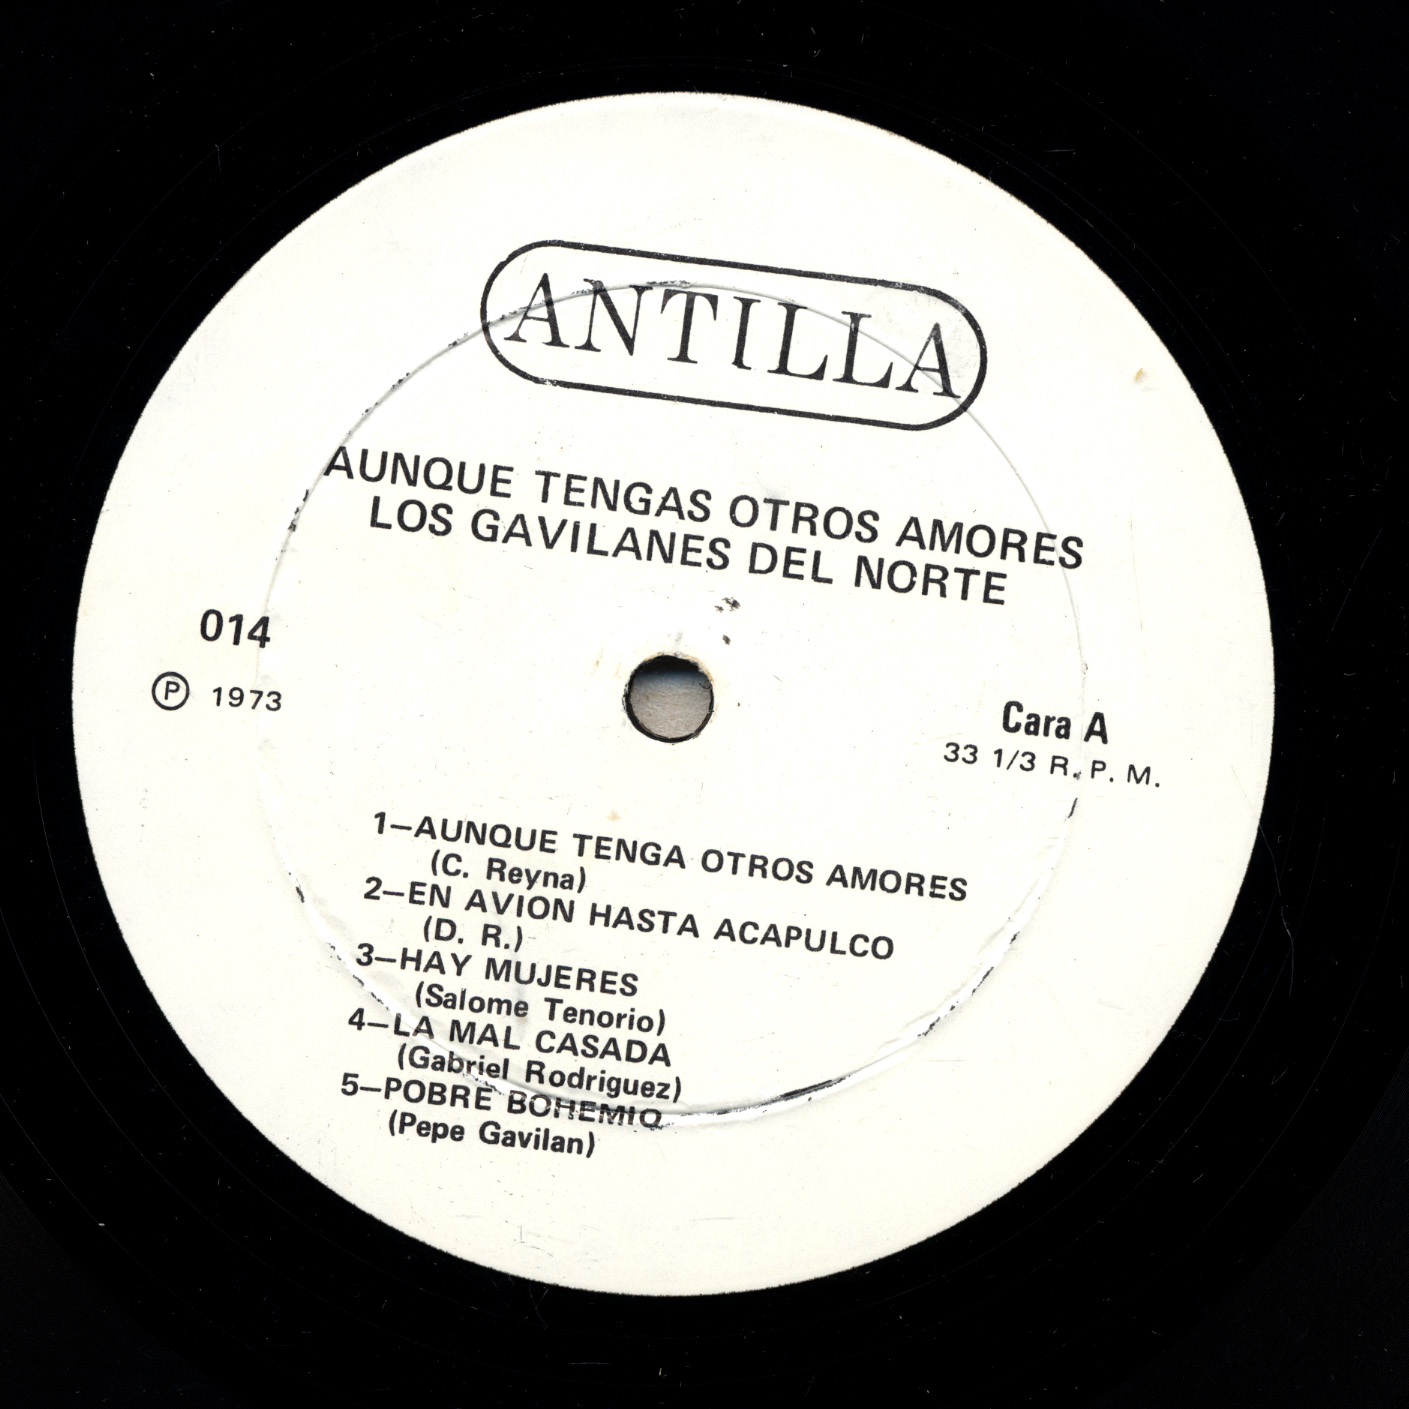 ANTILLA
AUNQUE TENGAS OTROS AMORES
LOS GAVILANES DEL NORTE
014
Ⓟ 1973
Cara A
33 1/3 R. P. M.
1—AUNQUE TENGA OTROS AMORES
(C. Reyna)
2—EN AVION HASTA ACAPULCO
(D. R.)
3—HAY MUJERES
(Salome Tenorio)
4—LA MAL CASADA
(Gabriel Rodriguez)
5—POBRE BOHEMIO
(Pepe Gavilan)